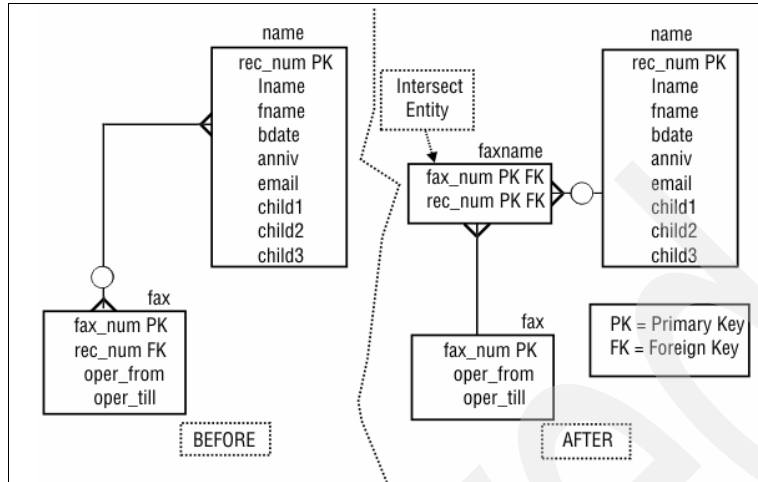 name
rec_num PK
lname
fname
bdate
anniv
email
child1
child2
child3
fax
fax_num PK
rec_num FK
oper_from
oper_till
BEFORE
name
rec_num PK
lname
fname
bdate
anniv
email
child1
child2
child3
Intersect
Entity
faxname
fax_num PK FK
rec_num PK FK
fax
fax_num PK
oper_from
oper_till
PK = Primary Key
FK = Foreign Key
AFTER